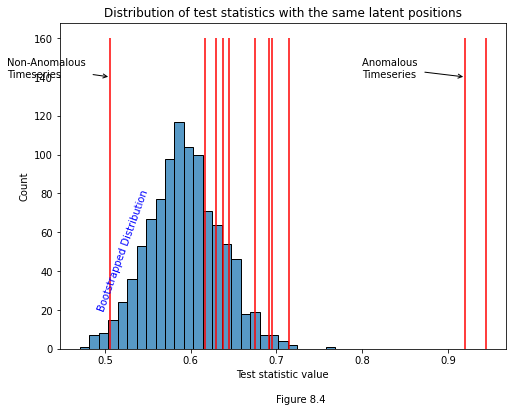 Distribution of test statistics with the same latent positions
160
Non-Anomalous
Timeseries
Anomalous
Timeseries
140
120
100
80
60
40
20
0
Count
Bootstrapped Distribution
0.5
0.6
0.7
0.8
0.9
Test statistic value
Figure 8.4